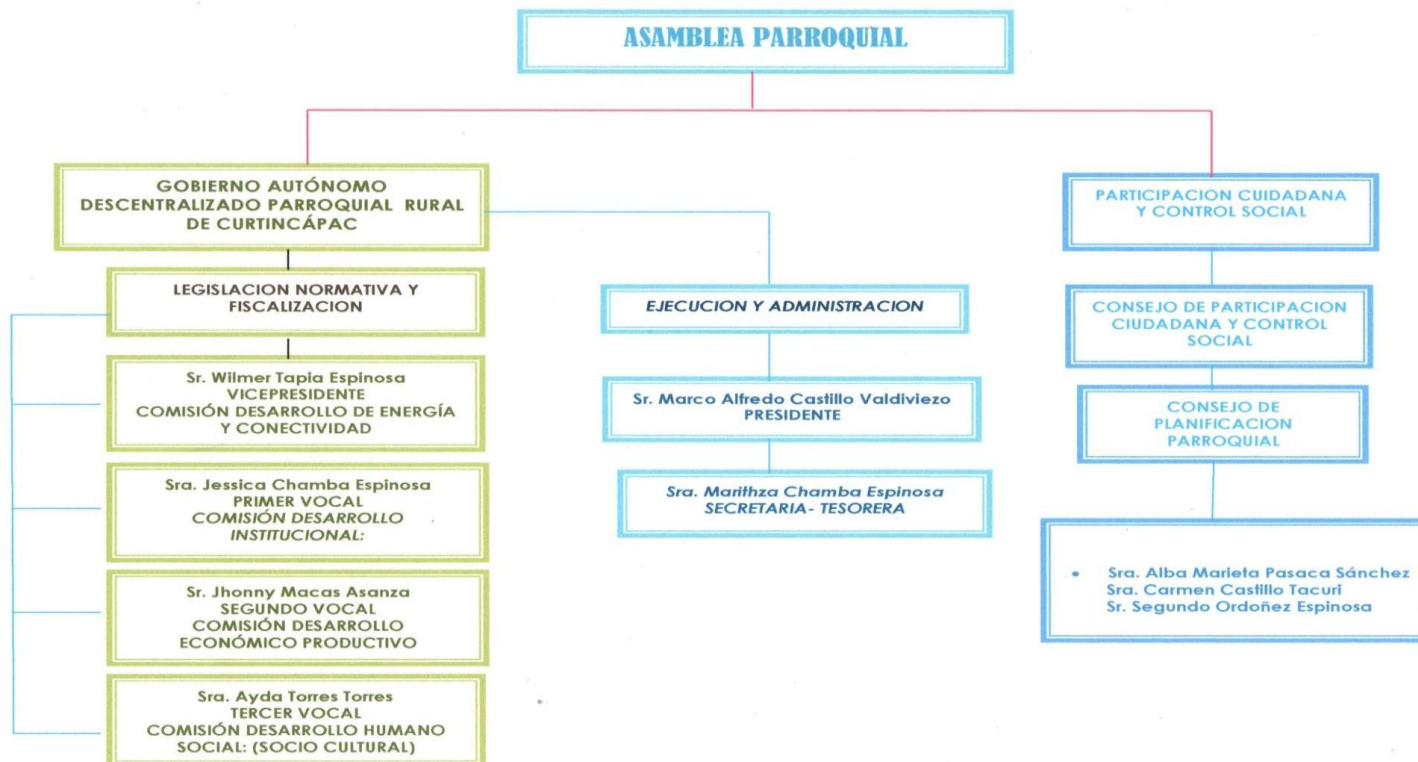 ASAMBLEA PARROQUIAL
GOBIERNO AUTÓNOMO
DESCENTRALIZADO PARROQUIAL RURAL
DE CURTINCÁPAC
LEGISLACION NORMATIVA Y
FISCALIZACION
Sr. Wilmer Tapia Espinosa
VICEPRESIDENTE
COMISIÓN DESARROLLO DE ENERGÍA
Y CONECTIVIDAD
Sra. Jessica Chamba Espinosa
PRIMER VOCAL
COMISIÓN DESARROLLO
INSTITUCIONAL:
Sr. Jhonny Macas Asanza
SEGUNDO VOCAL
COMISIÓN DESARROLLO
ECONÓMICO PRODUCTIVO
Sra. Ayda Torres Torres
TERCER VOCAL
COMISIÓN DESARROLLO HUMANO
SOCIAL: (SOCIO CULTURAL)
EJECUCION Y ADMINISTRACION
Sr. Marco Alfredo Castillo Valdiviezo
PRESIDENTE
Sra. Marithza Chamba Espinosa
SECRETARIA- TESORERA
PARTICIPACION CUIDADANA
Y CONTROL SOCIAL
CONSEJO DE PARTICIPACION
CIUDADANA Y CONTROL
SOCIAL
CONSEJO DE
PLANIFICACION
PARROQUIAL
• Sra. Alba Marieta Pasaca Sánchez
Sra. Carmen Castillo Tacuri
Sr. Segundo Ordoñez Espinosa